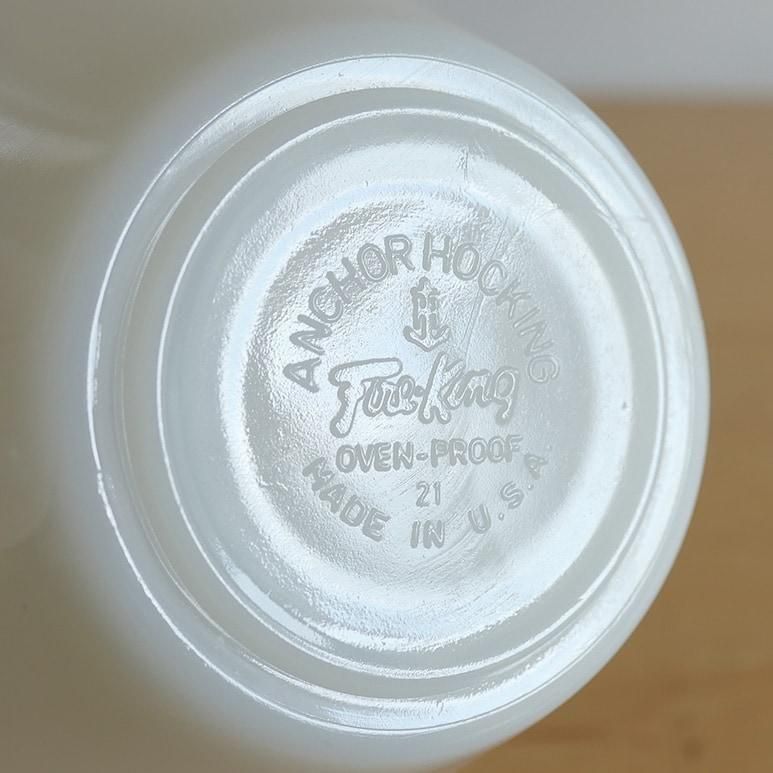 ANCHOR HOCKING
Fire-King
OVEN-PROOF
21
MADE IN U.S.A.